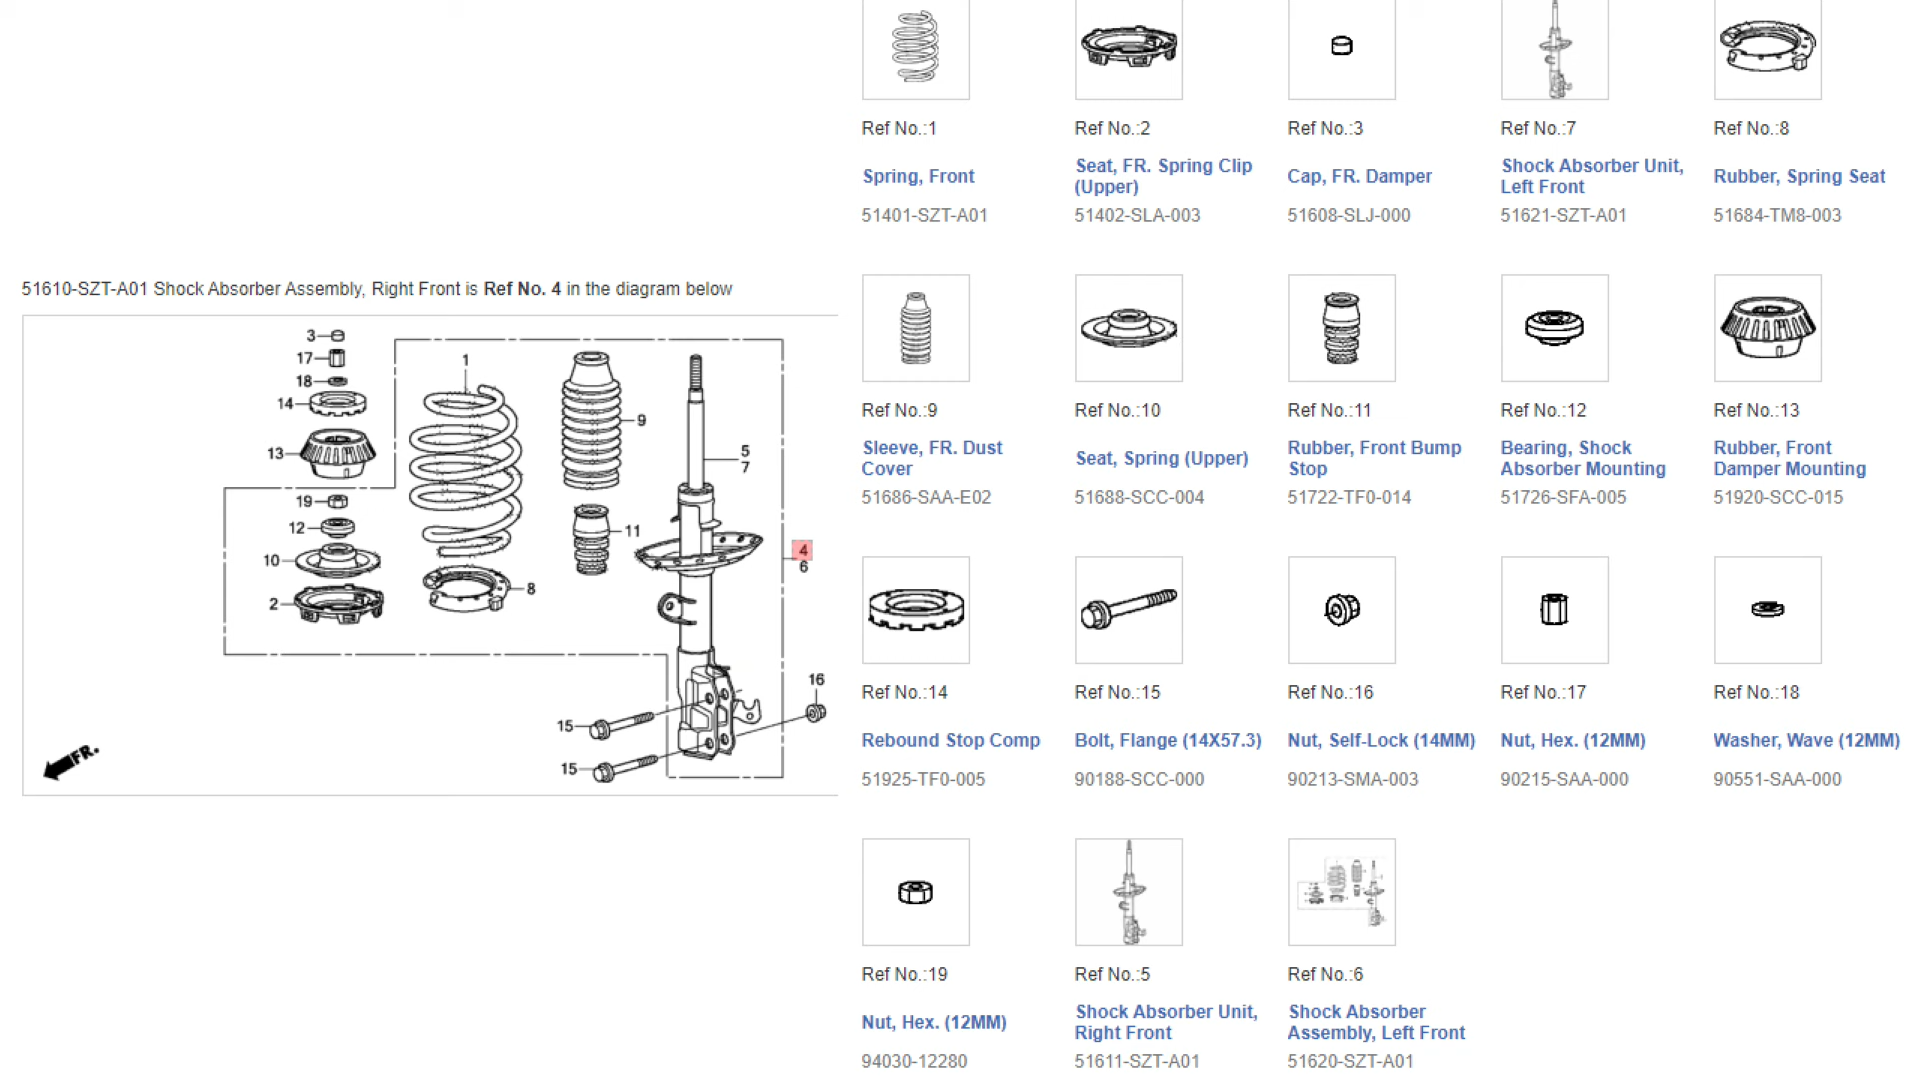 Ref No.:1
Ref No.:2
Ref No.:3
Ref No.:7
Ref No.:8
Spring, Front
Seat, FR. Spring Clip
(Upper)
Cap, FR. Damper
Shock Absorber Unit,
Left Front
Rubber, Spring Seat
51401-SZT-A01
51402-SLA-003
51608-SLJ-000
51621-SZT-A01
51684-TM8-003
51610-SZT-A01 Shock Absorber Assembly, Right Front is Ref No. 4 in the diagram below
3
17
18
14
13
19
12
10
2
1
9
11
8
5
7
4
6
16
15
15
FR.
Ref No.:9
Ref No.:10
Ref No.:11
Ref No.:12
Ref No.:13
Sleeve, FR. Dust
Cover
Seat, Spring (Upper)
Rubber, Front Bump
Stop
Bearing, Shock
Absorber Mounting
Rubber, Front
Damper Mounting
51686-SAA-E02
51688-SCC-004
51722-TF0-014
51726-SFA-005
51920-SCC-015
Ref No.:14
Ref No.:15
Ref No.:16
Ref No.:17
Ref No.:18
Rebound Stop Comp
Bolt, Flange (14X57.3)
Nut, Self-Lock (14MM)
Nut, Hex. (12MM)
Washer, Wave (12MM)
51925-TF0-005
90188-SCC-000
90213-SMA-003
90215-SAA-000
90551-SAA-000
Ref No.:19
Ref No.:5
Ref No.:6
Nut, Hex. (12MM)
Shock Absorber Unit,
Right Front
Shock Absorber
Assembly, Left Front
94030-12280
51611-SZT-A01
51620-SZT-A01